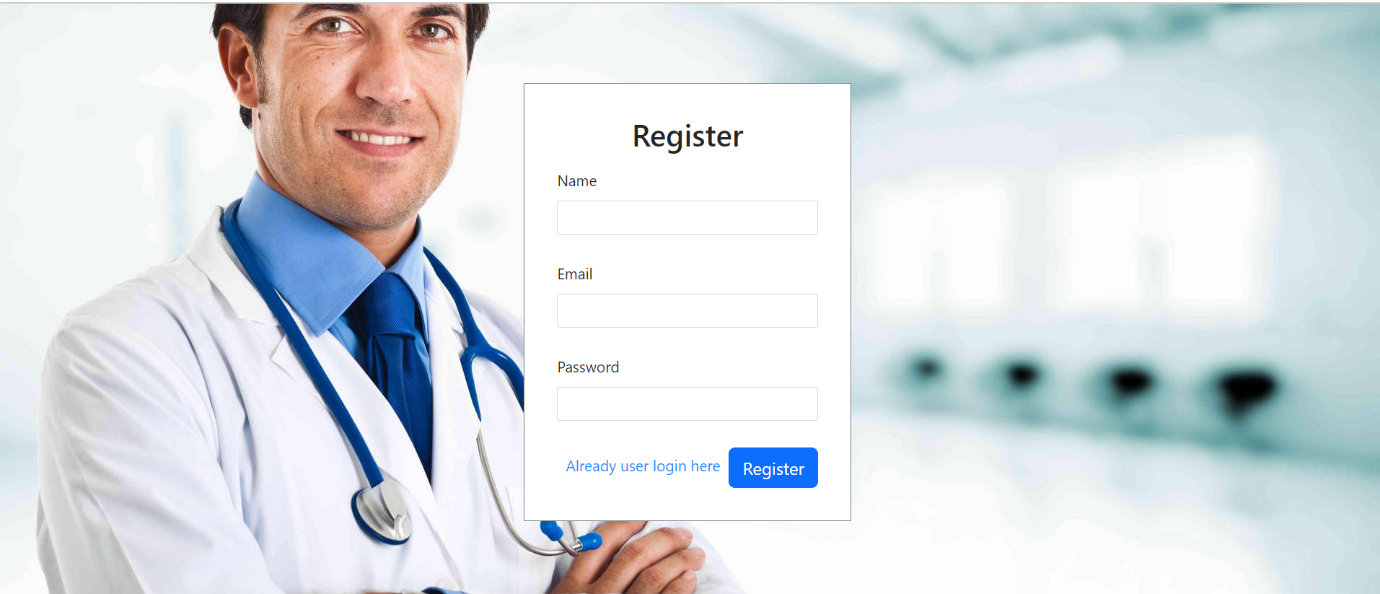 Register
Name
Email
Password
Already user login here Register